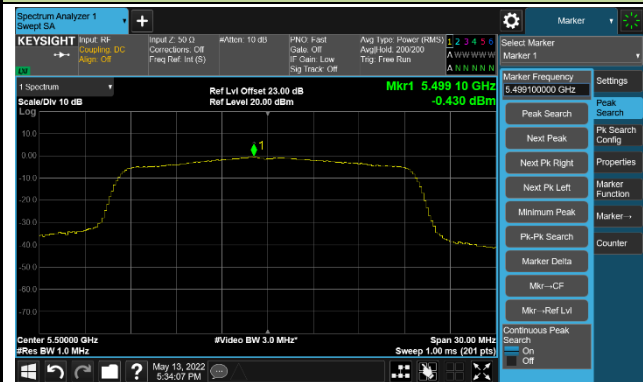 Spectrum Analyzer 1
Swept SA
Marker
KEYSIGHT
Input: RF
Coupling: DC
Align: Off
Input Z: 50 Ω
Corrections: Off
Freq Ref: Int (S)
#Atten: 10 dB
PNO: Fast
Gate: Off
IF Gain: Low
Sig Track: Off
Avg Type: Power (RMS)
Avg|Hold: 200/200
Trig: Free Run
1 2 3 4 5 6
A W W W W W
A N N N N N
Select Marker
Marker 1
LXI
1 Spectrum
Scale/Div 10 dB
Log
Ref Lvl Offset 23.00 dB
Ref Level 20.00 dBm
Mkr1 5.499 10 GHz
-0.430 dBm
1
10.0
0.00
-10.0
-20.0
-30.0
-40.0
-50.0
-60.0
-70.0
Center 5.50000 GHz
#Res BW 1.0 MHz
#Video BW 3.0 MHz*
Span 30.00 MHz
Sweep 1.00 ms (201 pts)
Marker Frequency
5.499100000 GHz
Peak Search
Next Peak
Next Pk Right
Next Pk Left
Minimum Peak
Pk-Pk Search
Marker Delta
Mkr→CF
Mkr→Ref Lvl
Continuous Peak
Search
On
Off
Settings
Peak
Search
Pk Search
Config
Properties
Marker
Function
Marker→
Counter
?
May 13, 2022
5:34:07 PM